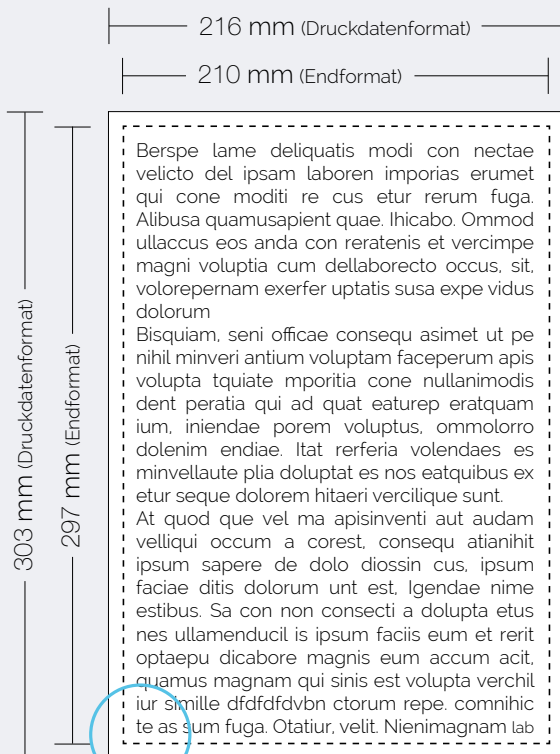 216 mm (Druckdatenformat)
210 mm (Endformat)
303 mm (Druckdatenformat)
297 mm (Endformat)
Berspe lame deliquatis modi con nectae
velicto del ipsam laboren imporias erumet
qui cone moditi re cus etur rerum fuga.
Alibusa quamusapient quae. Ihicabo. Ommod
ullaccus eos anda con reratenis et vercimpe
magni voluptia cum dellaborecto occus, sit,
volorepernam exerfer uptatis susa expe vidus
dolorum
Bisquiam, seni officae consequ asimet ut pe
nihil minveri antium voluptam faceperum apis
volupta tquiate mporitia cone nullanimodis
dent peratia qui ad quat eaturep eratquam
ium, iniendae porem voluptus, ommolorro
dolenim endiae. Itat rerferia volendaes es
minvellaute plia doluptat es nos eatquibus ex
etur seque dolorem hitaeri vercilique sunt.
At quod que vel ma apisinventi aut audam
velliqui occum a corest, consequ atianihit
ipsum sapere de dolo diossin cus, ipsum
faciae ditis dolorum unt est, Igendae nime
estibus. Sa con non consecti a dolupta etus
nes ullamenducil is ipsum faciis eum et rerit
optaepu dicabore magnis eum accum acit,
quamus magnam qui sinis est volupta verchil
iur simille dfdfdfdvbn ctorum repe. comnihic
te as sum fuga. Otatiur, velit. Nienimagnam lab